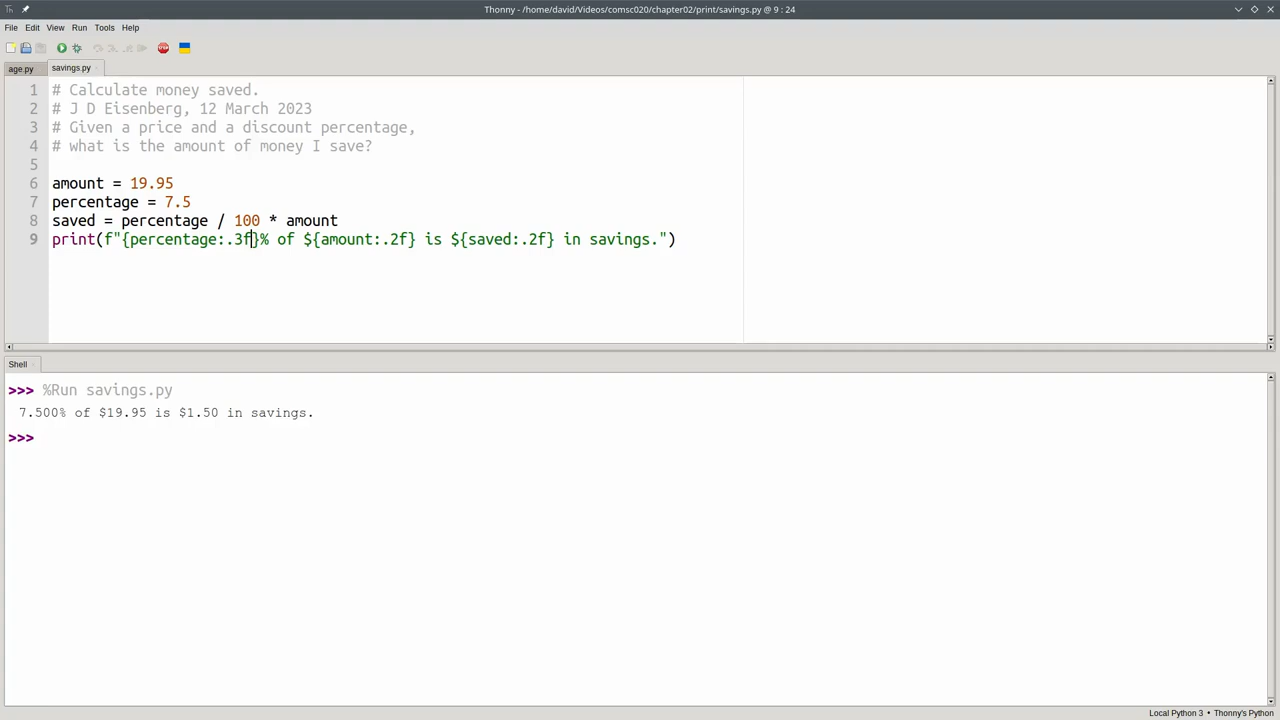 Thonny - /home/david/Videos/comsc020/chapter02/print/savings.py @ 9 : 24
File Edit View Run Tools Help
STOP
age.py savings.py
1 # Calculate money saved.
2 # J D Eisenberg, 12 March 2023
3 # Given a price and a discount percentage,
4 # what is the amount of money I save?
5
6 amount = 19.95
7 percentage = 7.5
8 saved = percentage / 100 * amount
9 print(f"{percentage:.3f}% of ${amount:.2f} is ${saved:.2f} in savings.")
Shell
>>> %Run savings.py
7.500% of $19.95 is $1.50 in savings.
>>>
Local Python 3 • Thonny's Python